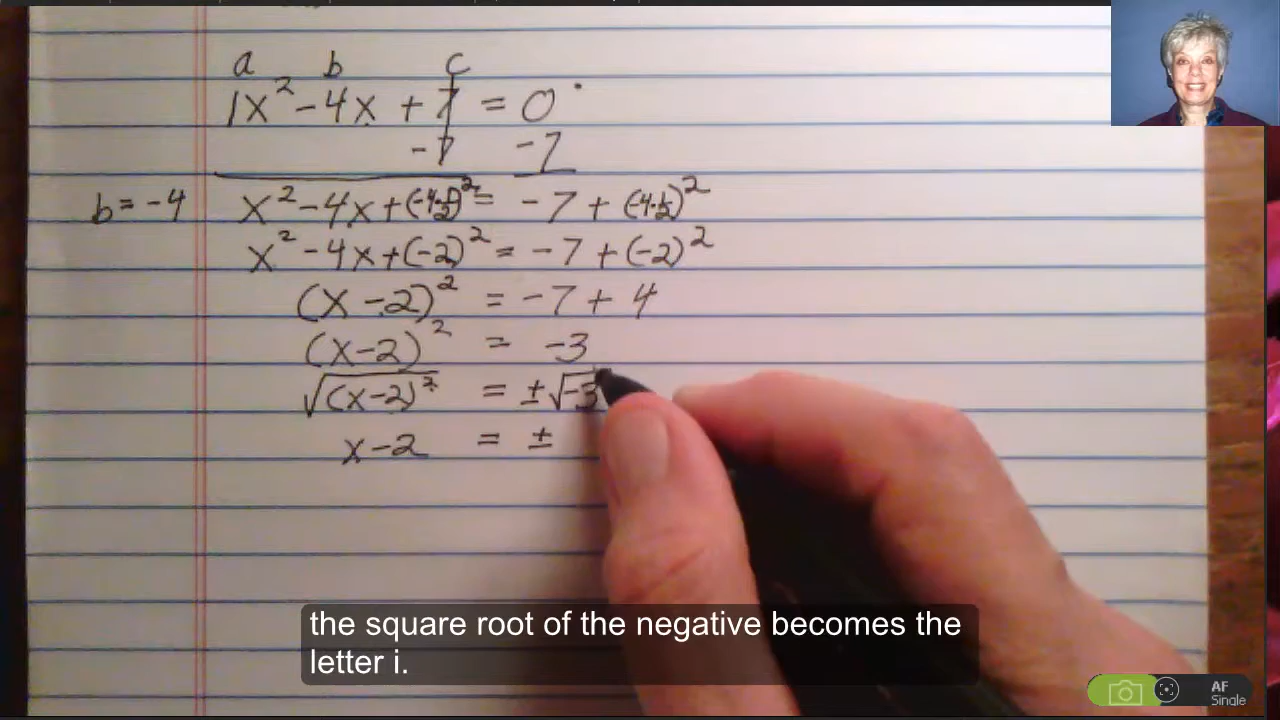 a b c
1x² - 4x + 7 = 0
-7 -7
b = -4 x² - 4x + (-4·½)² = -7 + (-4·½)²
x² - 4x + (-2)² = -7 + (-2)²
(x - 2)² = -7 + 4
(x - 2)² = -3
√(x - 2)² = ± √-3
x - 2 = ±
the square root of the negative becomes the
letter i.
AF
Single